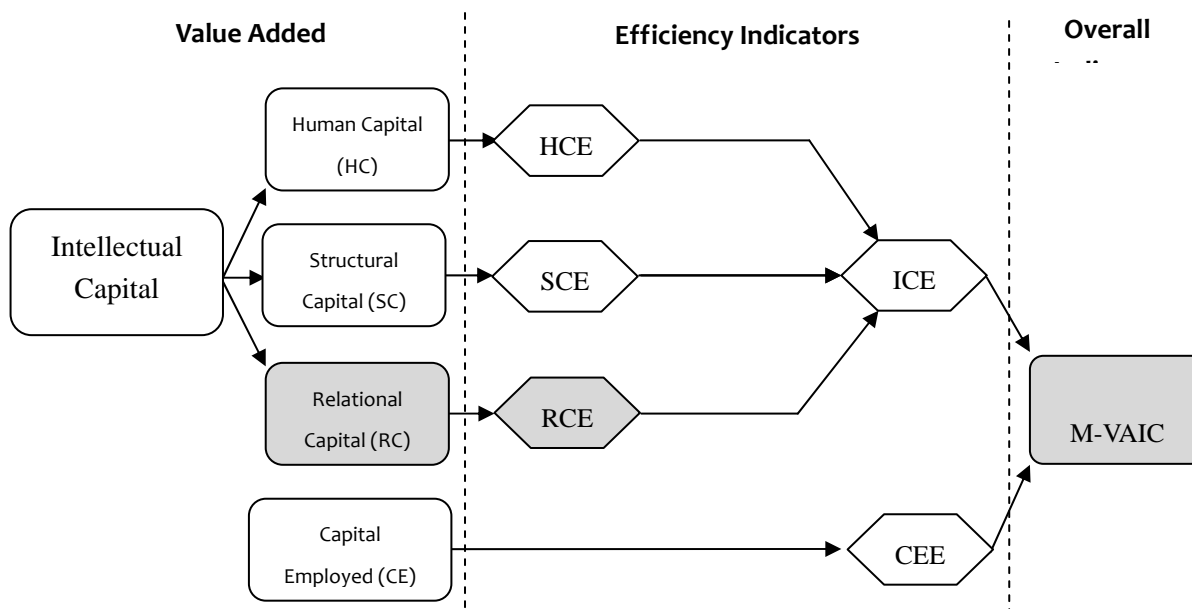 Value Added
Efficiency Indicators
Overall
Human Capital
(HC)
HCE
Intellectual
Capital
Structural
Capital (SC)
SCE
ICE
Relational
Capital (RC)
RCE
M-VAIC
Capital
Employed (CE)
CEE